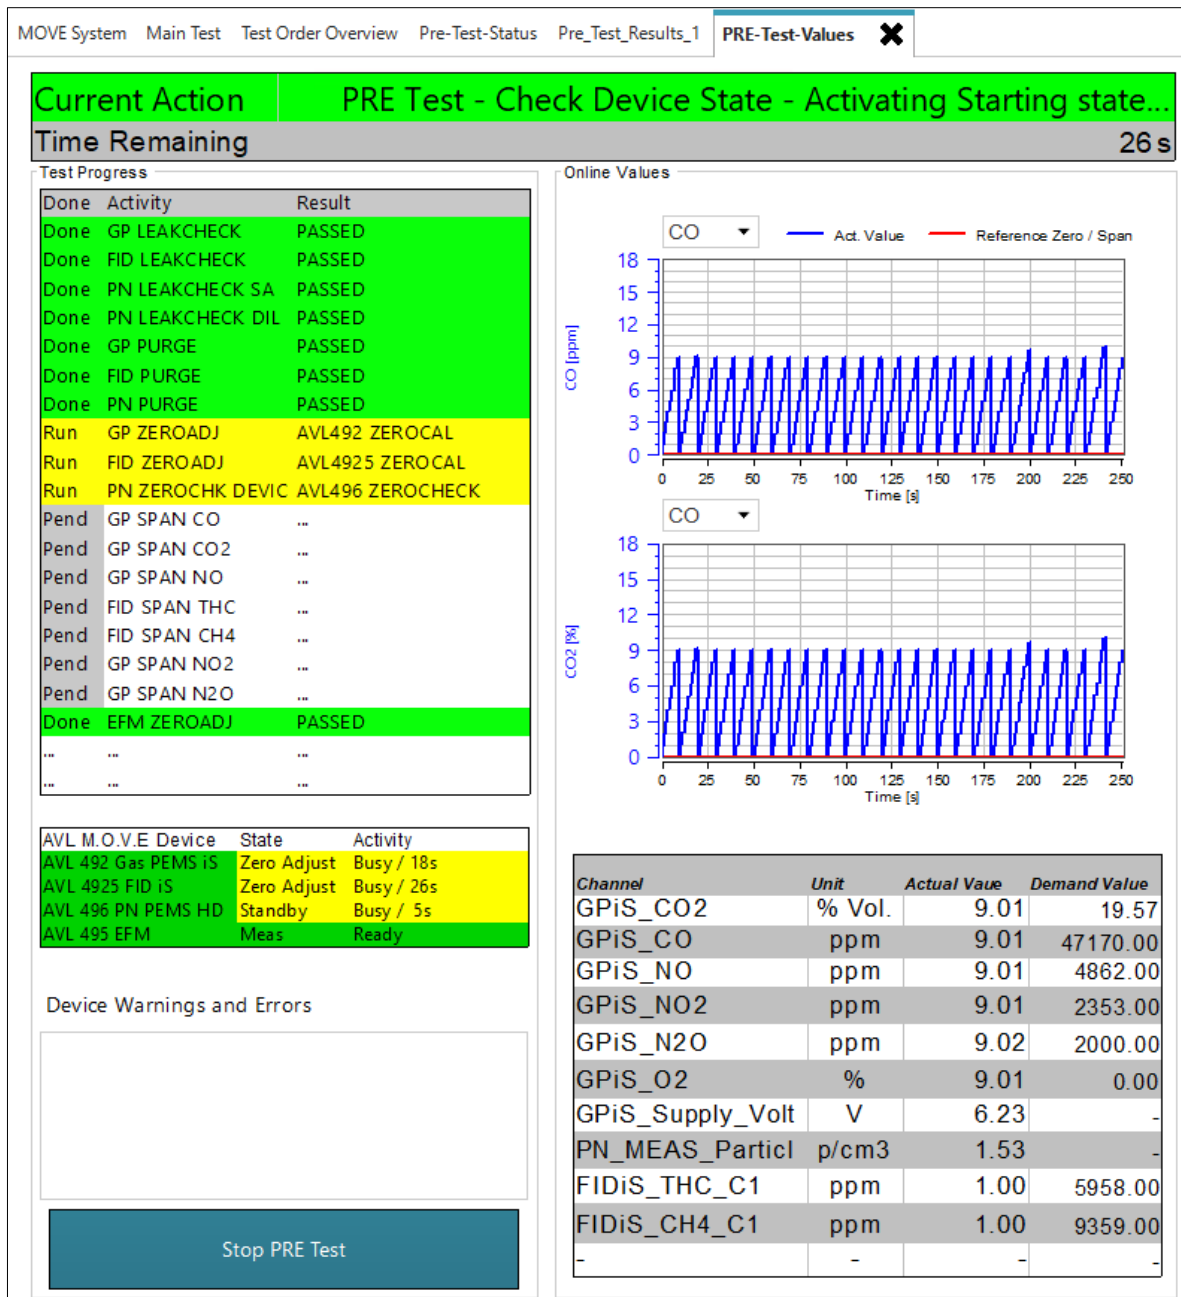 MOVE System Main Test Test Order Overview Pre-Test-Status Pre_Test_Results_1 PRE-Test-Values
Current Action PRE Test - Check Device State - Activating Starting state...
Time Remaining 26 s
Test Progress
Done Activity Result
Done GP LEAKCHECK PASSED
Done FID LEAKCHECK PASSED
Done PN LEAKCHECK SA PASSED
Done PN LEAKCHECK DIL PASSED
Done GP PURGE PASSED
Done FID PURGE PASSED
Done PN PURGE PASSED
Run GP ZEROADJ AVL492 ZEROCAL
Run FID ZEROADJ AVL4925 ZEROCAL
Run PN ZEROCHK DEVIC AVL496 ZEROCHECK
Pend GP SPAN CO ...
Pend GP SPAN CO2 ...
Pend GP SPAN NO ...
Pend FID SPAN THC ...
Pend FID SPAN CH4 ...
Pend GP SPAN NO2 ...
Pend GP SPAN N2O ...
Done EFM ZEROADJ PASSED
... ... ...
... ... ...
AVL M.O.V.E Device State Activity
AVL 492 Gas PEMS iS Zero Adjust Busy / 18s
AVL 4925 FID iS Zero Adjust Busy / 26s
AVL 496 PN PEMS HD Standby Busy / 5s
AVL 495 EFM Meas Ready
Device Warnings and Errors
Stop PRE Test
Online Values
CO Act. Value Reference Zero / Span
18
15
12
9
6
3
0
CO [ppm]
0 25 50 75 100 125 150 175 200 225 250
Time [s]
CO
18
15
12
9
6
3
0
CO2 [%]
0 25 50 75 100 125 150 175 200 225 250
Time [s]
Channel Unit Actual Vaue Demand Value
GPiS_CO2 % Vol. 9.01 19.57
GPiS_CO ppm 9.01 47170.00
GPiS_NO ppm 9.01 4862.00
GPiS_NO2 ppm 9.01 2353.00
GPiS_N2O ppm 9.02 2000.00
GPiS_O2 % 9.01 0.00
GPiS_Supply_Volt V 6.23 -
PN_MEAS_Particl p/cm3 1.53 -
FIDiS_THC_C1 ppm 1.00 5958.00
FIDiS_CH4_C1 ppm 1.00 9359.00
- - - -